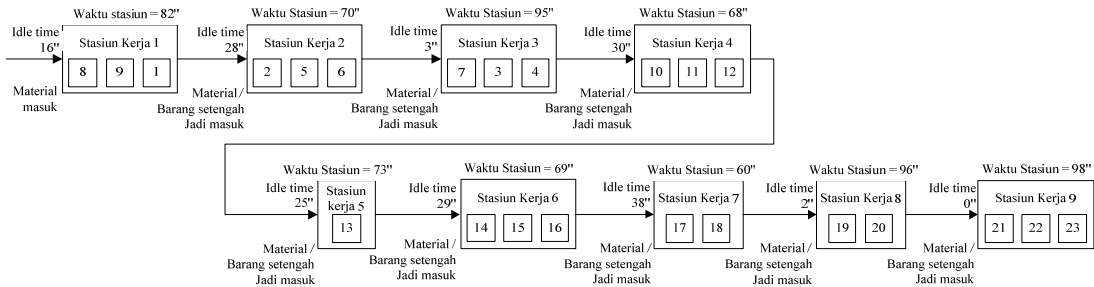 Waktu stasiun = 82"
Idle time
16"
Stasiun Kerja 1
8 9 1
Material
masuk
Waktu Stasiun = 70"
Idle time
28"
Stasiun Kerja 2
2 5 6
Material /
Barang setengah
Jadi masuk
Waktu Stasiun = 95"
Idle time
3"
Stasiun Kerja 3
7 3 4
Material /
Barang setengah
Jadi masuk
Waktu Stasiun = 68"
Idle time
30"
Stasiun Kerja 4
10 11 12
Material /
Barang setengah
Jadi masuk
Waktu Stasiun = 73"
Idle time
25"
Stasiun
kerja 5
13
Material /
Barang setengah
Jadi masuk
Waktu Stasiun = 69"
Idle time
29"
Stasiun Kerja 6
14 15 16
Material /
Barang setengah
Jadi masuk
Waktu Stasiun = 60"
Idle time
38"
Stasiun Kerja 7
17 18
Material /
Barang setengah
Jadi masuk
Waktu Stasiun = 96"
Idle time
2"
Stasiun Kerja 8
19 20
Material /
Barang setengah
Jadi masuk
Waktu Stasiun = 98"
Idle time
0"
Stasiun Kerja 9
21 22 23
Material /
Barang setengah
Jadi masuk